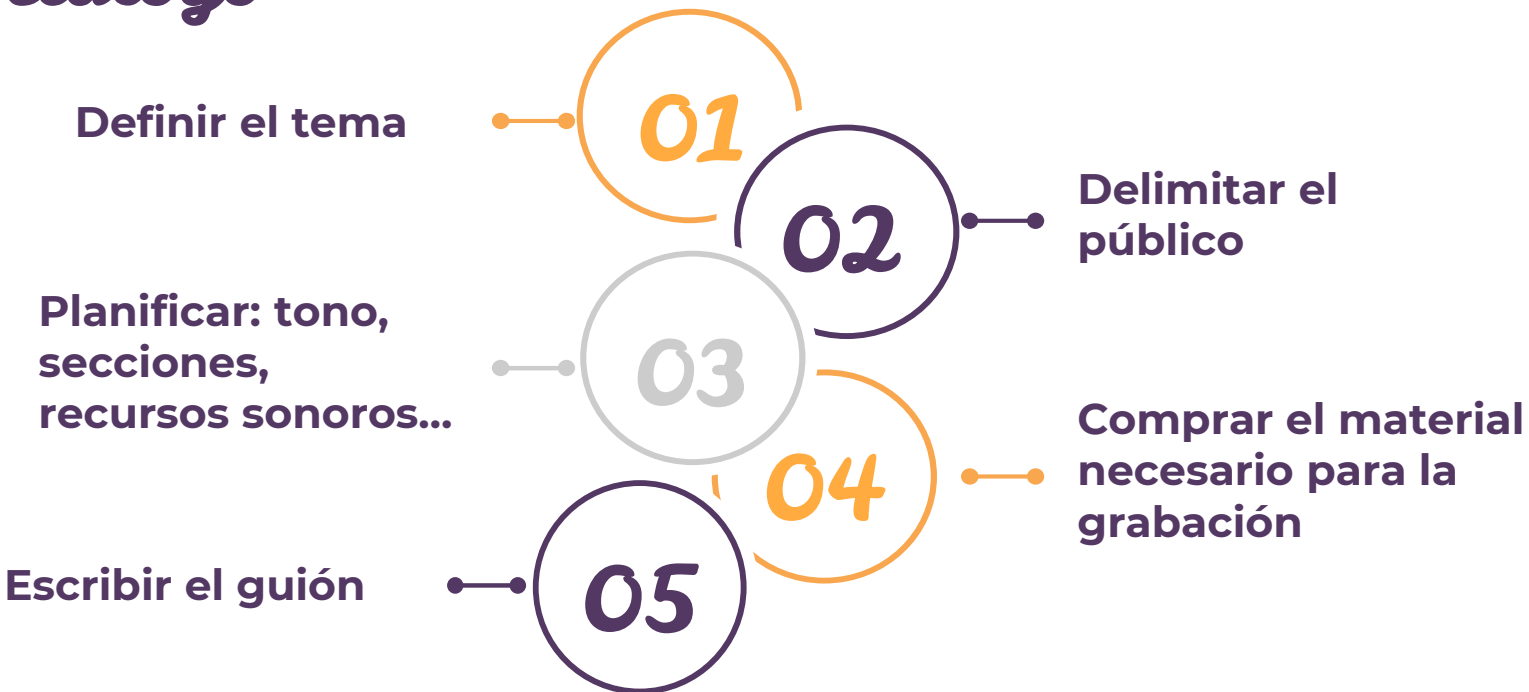 Definir el tema
01
02
Delimitar el
público
Planificar: tono,
secciones,
recursos sonoros...
03
04
Comprar el material
necesario para la
grabación
Escribir el guión
05